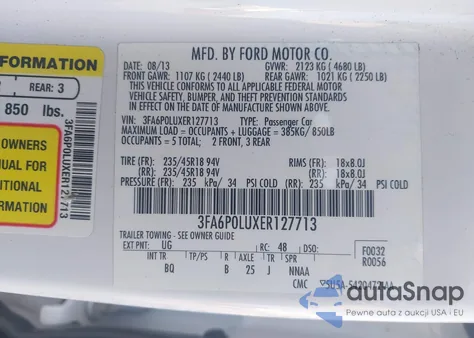 FORMATION
REAR: 3
850 lbs.
OWNERS
NUAL FOR
DITIONAL
RMATION
3FA6P0LUXER127713
MFD. BY FORD MOTOR CO.
DATE: 08/13 GVWR: 2123 KG ( 4680 LB)
FRONT GAWR: 1107 KG ( 2440 LB) REAR GAWR: 1021 KG ( 2250 LB)
THIS VEHICLE CONFORMS TO ALL APPLICABLE FEDERAL MOTOR
VEHICLE SAFETY, BUMPER, AND THEFT PREVENTION STANDARDS IN
EFFECT ON THE DATE OF MANUFACTURE SHOWN ABOVE.
VIN: 3FA6P0LUXER127713 TYPE: Passenger Car
MAXIMUM LOAD = OCCUPANTS + LUGGAGE = 385KG/850LB
OCCUPANTS = 5 TOTAL; 2 FRONT, 3 REAR
TIRE (FR): 235/45R18 94V RIMS (FR): 18x8.0J
(RR): 235/45R18 94V (RR): 18x8.0J
PRESSURE (FR): 235 kPa/ 34 PSI COLD (RR): 235 kPa/ 34 PSI COLD
3FA6P0LUXER127713
TRAILER TOWING - SEE OWNER GUIDE
EXT PNT: UG RC: 48 DSO: F0032
R0056
INT TR TP/PS R AXLE TR SPR
BQ B 25 J NNAA
CMC
autoSnap
Auto z aukcji z USA • EU